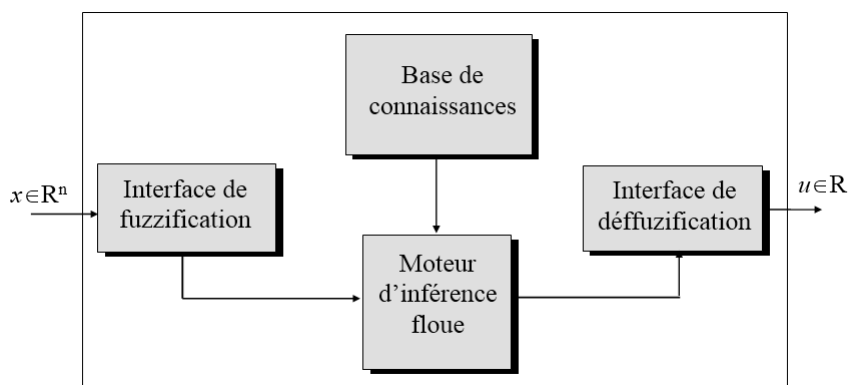 Base de
connaissances
x∈Rⁿ
Interface de
fuzzification
Interface de
déffuzification
u∈R
Moteur
d’inférence
floue